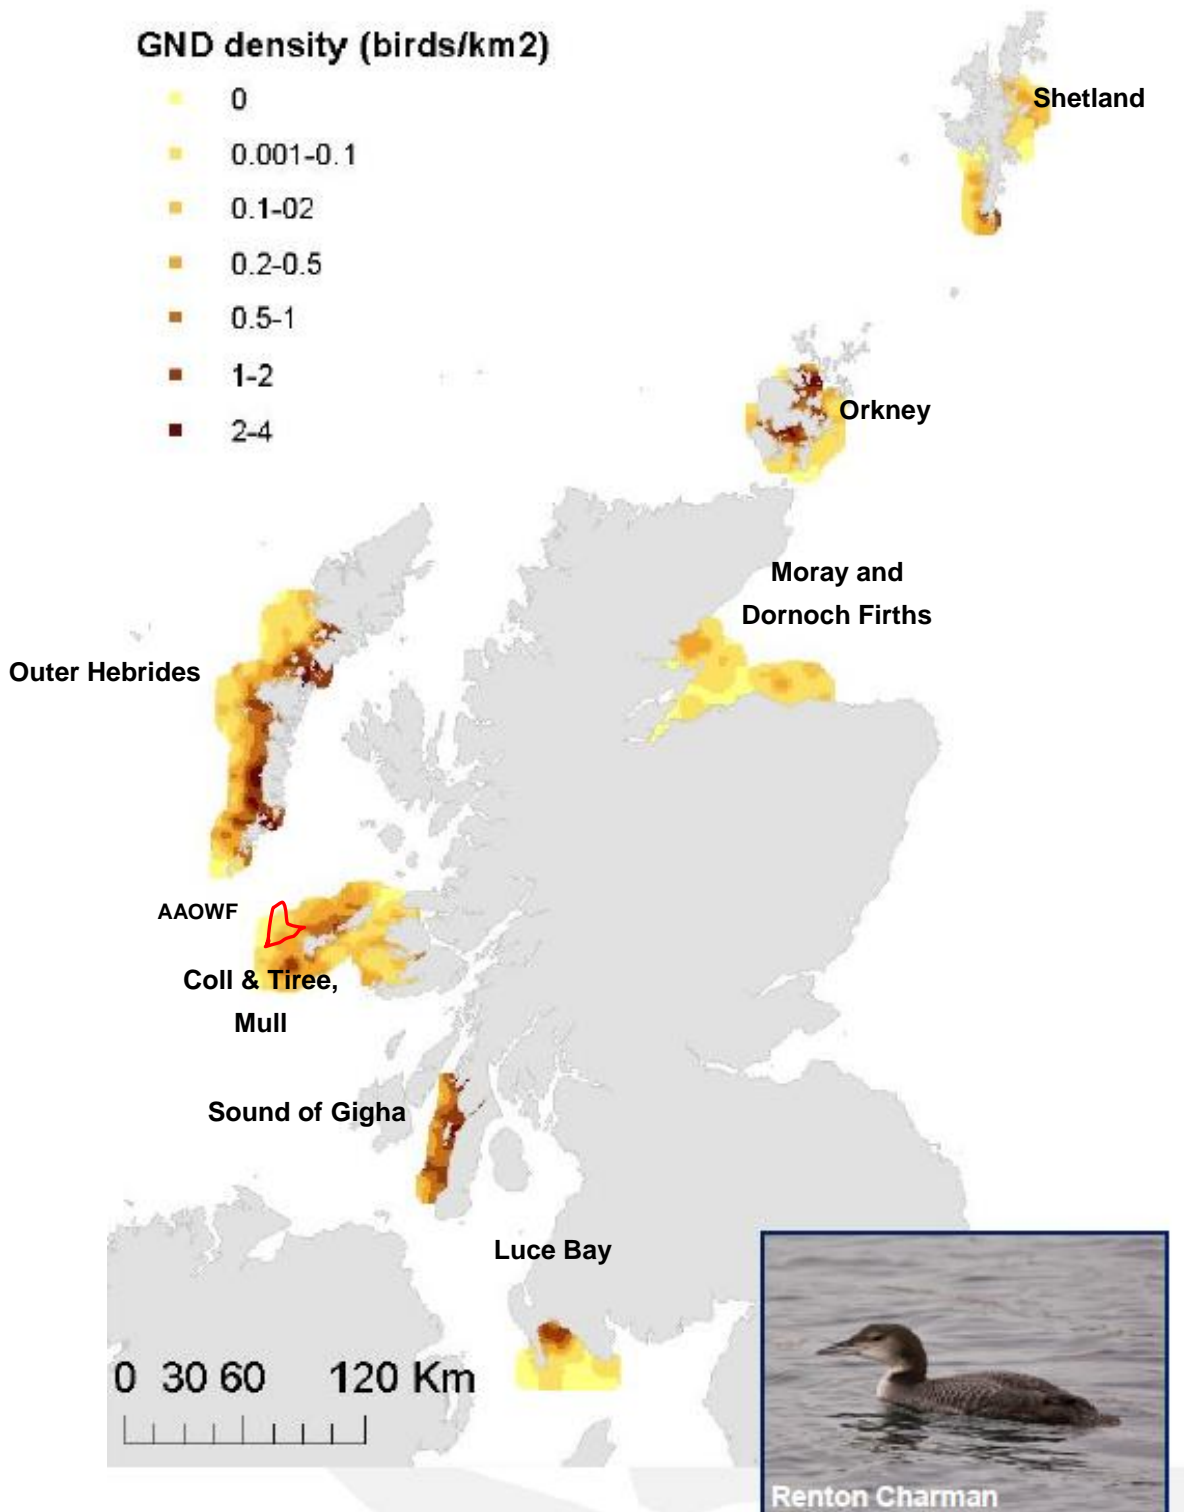 GND density (birds/km2)
0
0.001-0.1
0.1-02
0.2-0.5
0.5-1
1-2
2-4
Shetland
Orkney
Moray and
Dornoch Firths
Outer Hebrides
AAOWF
Coll & Tiree,
Mull
Sound of Gigha
Luce Bay
0 30 60 120 Km
Renton Charman